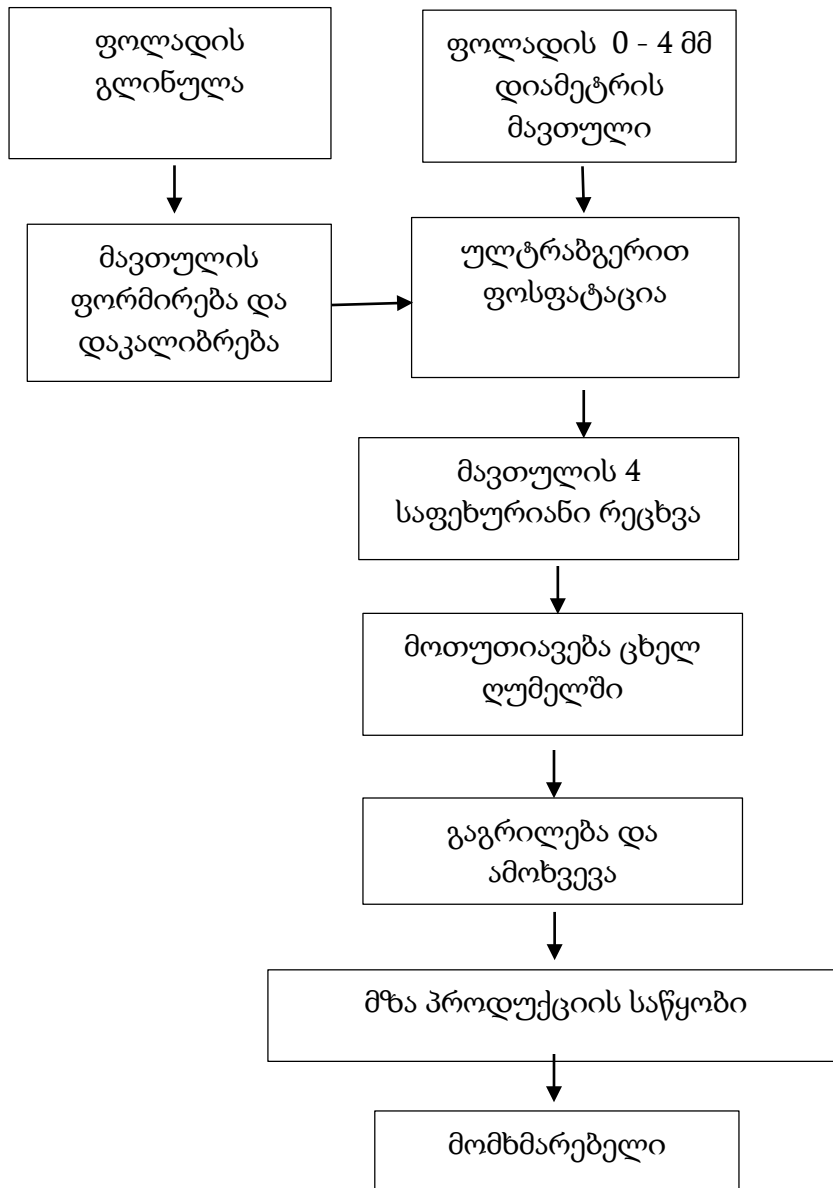 ფოლადის
გლინულა
ფოლადის 0 - 4 მმ
დიამეტრის
მავთული
მავთულის
ფორმირება და
დაკალიბრება
ულტრაბგერით
ფოსფატაცია
მავთულის 4
საფეხურიანი რეცხვა
მოთუთიავება ცხელ
ღუმელში
გაგრილება და
ამოხვევა
მზა პროდუქციის საწყობი
მომხმარებელი